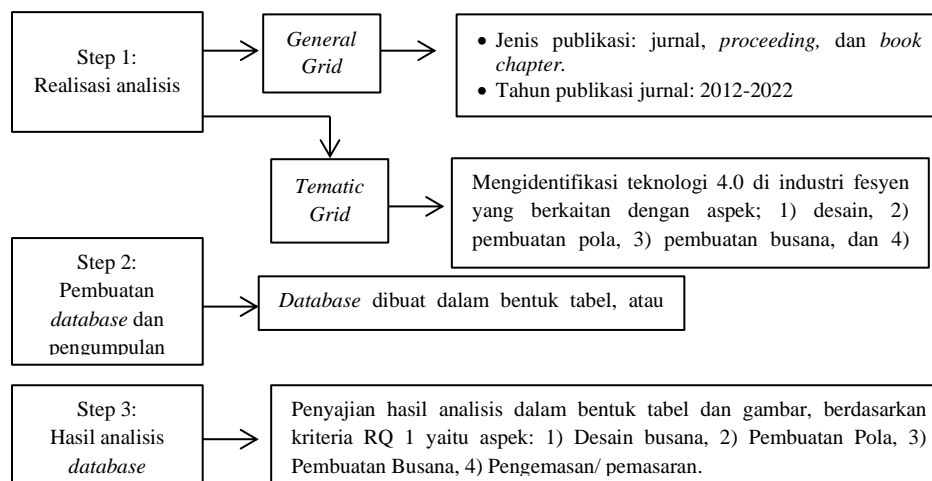 Step 1:
Realisasi analisis
General
Grid
• Jenis publikasi: jurnal, proceeding, dan book
chapter.
• Tahun publikasi jurnal: 2012-2022
Tematic
Grid
Mengidentifikasi teknologi 4.0 di industri fesyen
yang berkaitan dengan aspek; 1) desain, 2)
pembuatan pola, 3) pembuatan busana, dan 4)
Step 2:
Pembuatan
database dan
pengumpulan
Database dibuat dalam bentuk tabel, atau
Step 3:
Hasil analisis
database
Penyajian hasil analisis dalam bentuk tabel dan gambar, berdasarkan
kriteria RQ 1 yaitu aspek: 1) Desain busana, 2) Pembuatan Pola, 3)
Pembuatan Busana, 4) Pengemasan/ pemasaran.